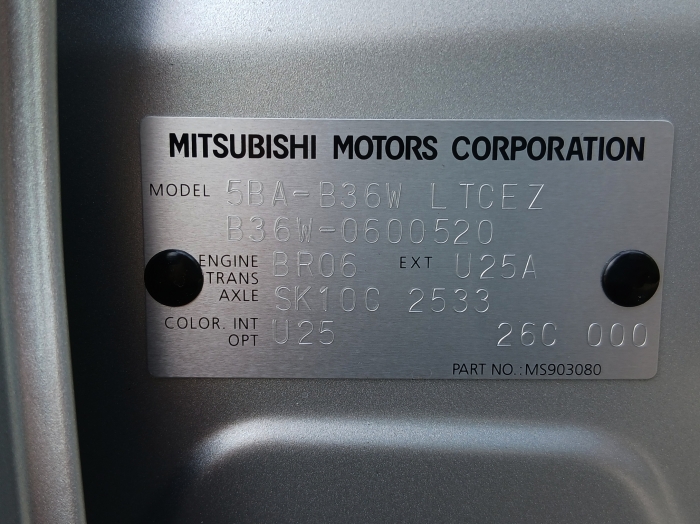 MITSUBISHI MOTORS CORPORATION
MODEL 5BA-B36W LTCEZ
B36W-0600520
ENGINE BR06 EXT U25A
TRANS
AXLE SK10C 2533
COLOR. INT U25 26C 000
OPT
PART NO.:MS903080